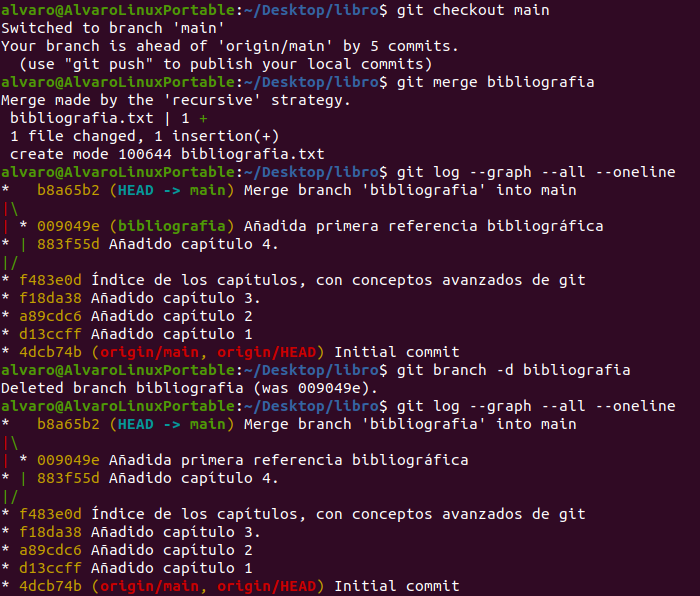 alvaro@AlvaroLinuxPortable:~/Desktop/libro$ git checkout main
Switched to branch 'main'
Your branch is ahead of 'origin/main' by 5 commits.
  (use "git push" to publish your local commits)
alvaro@AlvaroLinuxPortable:~/Desktop/libro$ git merge bibliografia
Merge made by the 'recursive' strategy.
 bibliografia.txt | 1 +
 1 file changed, 1 insertion(+)
 create mode 100644 bibliografia.txt
alvaro@AlvaroLinuxPortable:~/Desktop/libro$ git log --graph --all --oneline
*   b8a65b2 (HEAD -> main) Merge branch 'bibliografia' into main
|\
| * 009049e (bibliografia) Añadida primera referencia bibliográfica
* | 883f55d Añadido capítulo 4.
|/
* f483e0d Índice de los capítulos, con conceptos avanzados de git
* f18da38 Añadido capítulo 3.
* a89cdc6 Añadido capítulo 2
* d13ccff Añadido capítulo 1
* 4dcb74b (origin/main, origin/HEAD) Initial commit
alvaro@AlvaroLinuxPortable:~/Desktop/libro$ git branch -d bibliografia
Deleted branch bibliografia (was 009049e).
alvaro@AlvaroLinuxPortable:~/Desktop/libro$ git log --graph --all --oneline
*   b8a65b2 (HEAD -> main) Merge branch 'bibliografia' into main
|\
| * 009049e Añadida primera referencia bibliográfica
* | 883f55d Añadido capítulo 4.
|/
* f483e0d Índice de los capítulos, con conceptos avanzados de git
* f18da38 Añadido capítulo 3.
* a89cdc6 Añadido capítulo 2
* d13ccff Añadido capítulo 1
* 4dcb74b (origin/main, origin/HEAD) Initial commit